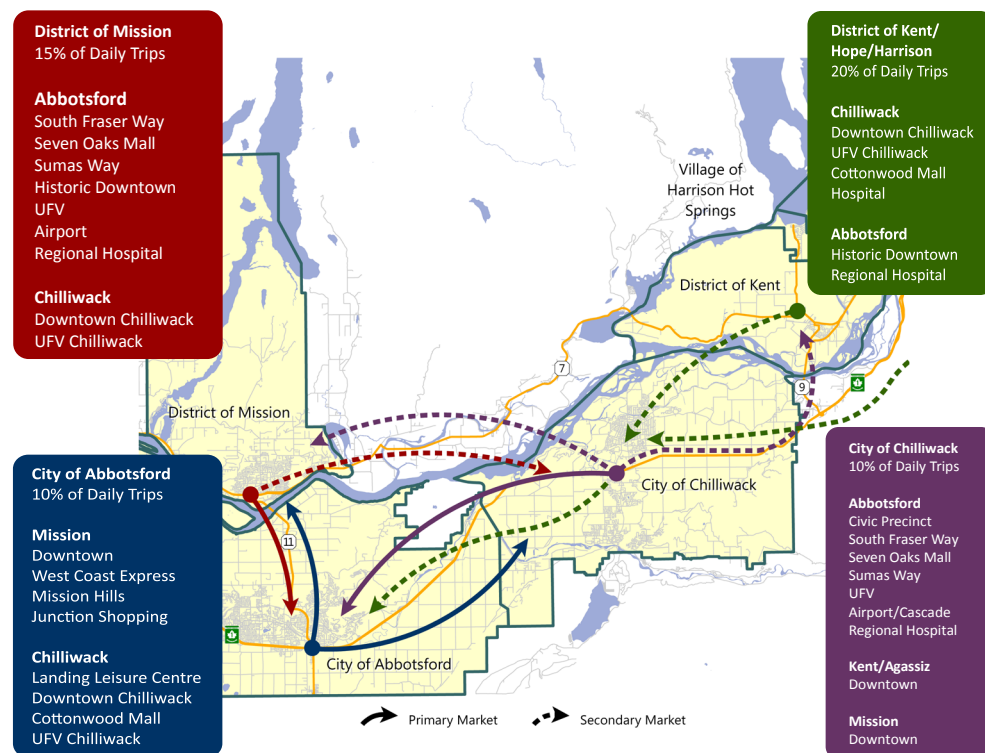 District of Mission
15% of Daily Trips
Abbotsford
South Fraser Way
Seven Oaks Mall
Sumas Way
Historic Downtown
UFV
Airport
Regional Hospital
Chilliwack
Downtown Chilliwack
UFV Chilliwack
District of Kent/
Hope/Harrison
20% of Daily Trips
Chilliwack
Downtown Chilliwack
UFV Chilliwack
Cottonwood Mall
Hospital
Abbotsford
Historic Downtown
Regional Hospital
Village of
Harrison Hot
Springs
District of Kent
7
9
District of Mission
City of Chilliwack
11
City of Abbotsford
City of Abbotsford
10% of Daily Trips
Mission
Downtown
West Coast Express
Mission Hills
Junction Shopping
Chilliwack
Landing Leisure Centre
Downtown Chilliwack
Cottonwood Mall
UFV Chilliwack
City of Chilliwack
10% of Daily Trips
Abbotsford
Civic Precinct
South Fraser Way
Seven Oaks Mall
Sumas Way
UFV
Airport/Cascade
Regional Hospital
Kent/Agassiz
Downtown
Mission
Downtown
Primary Market
Secondary Market